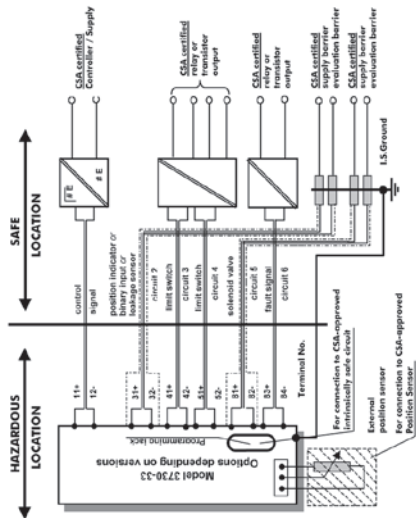 HAZARDOUS
LOCATION
SAFE
LOCATION
Model 3730-33
Options depending on versions
Programming jack
11+
12-
31+
32-
41+
42-
51+
52-
81+
82-
83+
84-
Terminal No.
control
signal
position indicator or
binary input or
leakage sensor
circuit 2
limit switch
circuit 3
limit switch
circuit 4
solenoid valve
circuit 5
fault signal
circuit 6
# E
# E
CSA certified
Controller / Supply
CSA certified
relay or
transistor
output
CSA certified
relay or
transistor
output
CSA certified
supply barrier
evaluation barrier
CSA certified
supply barrier
evaluation barrier
I.S.Ground
For connection to CSA-approved
intrinsically safe circuit
External
position sensor
For connection to CSA-approved
Position Sensor